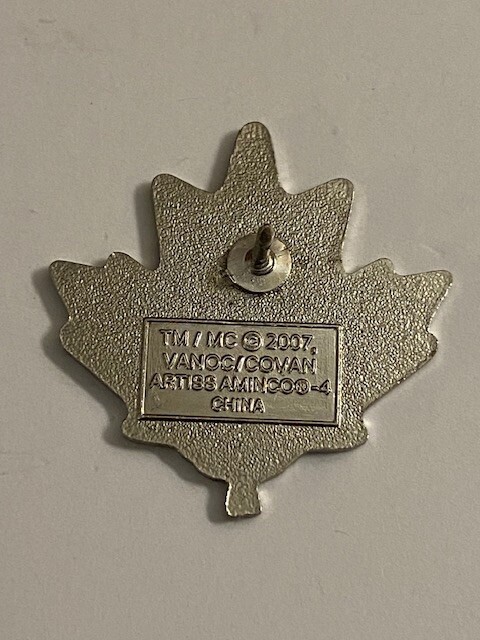 TM / MC © 2007,
VANOC/COVAN
ARTISS AMINCO®-4
CHINA